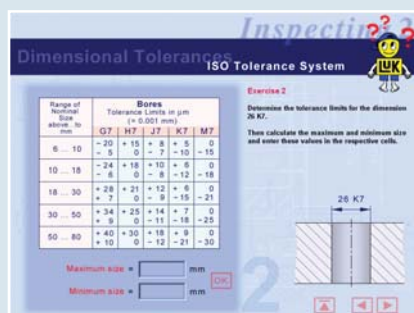 Inspecting
Dimensional Tolerances
ISO Tolerance System
LUK
? ? ?
Range of
Nominal
Size
above.. to
mm
Bores
Tolerance Limits in µm
(= 0.001 mm)
G7 H7 J7 K7 M7
6 ... 10
- 20 + 15 + 8 + 5 0
- 5 0 - 7 - 10 - 15
10 ... 18
- 24 + 18 + 10 + 6 0
- 6 0 - 8 - 12 - 18
18 ... 30
+ 28 + 21 + 12 + 6 0
+ 7 0 - 9 - 15 - 21
30 ... 50
+ 34 + 25 + 14 + 7 0
+ 9 0 - 11 - 18 - 25
50 ... 80
+ 40 + 30 + 18 + 9 0
+ 10 0 - 12 - 21 - 30
Maximum size = mm
Minimum size = mm
OK
Exercise 2
Determine the tolerance limits for the dimension
26 K7.
Then calculate the maximum and minimum size
and enter these values in the respective cells.
26 K7
2